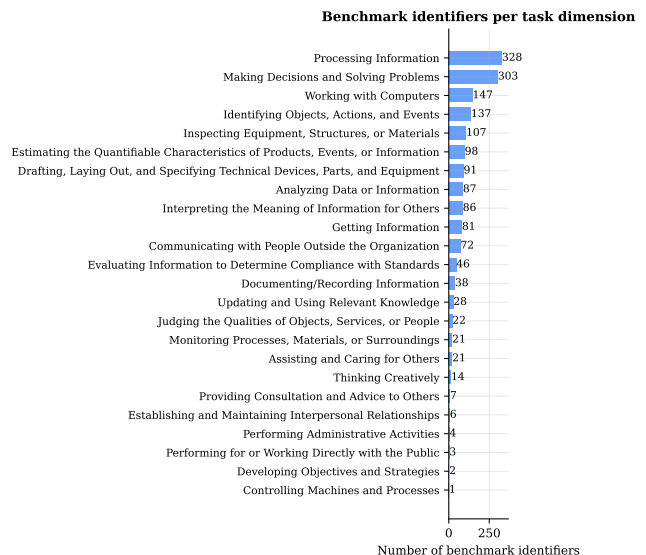 Benchmark identifiers per task dimension
Processing Information 328
Making Decisions and Solving Problems 303
Working with Computers 147
Identifying Objects, Actions, and Events 137
Inspecting Equipment, Structures, or Materials 107
Estimating the Quantifiable Characteristics of Products, Events, or Information 98
Drafting, Laying Out, and Specifying Technical Devices, Parts, and Equipment 91
Analyzing Data or Information 87
Interpreting the Meaning of Information for Others 86
Getting Information 81
Communicating with People Outside the Organization 72
Evaluating Information to Determine Compliance with Standards 46
Documenting/Recording Information 38
Updating and Using Relevant Knowledge 28
Judging the Qualities of Objects, Services, or People 22
Monitoring Processes, Materials, or Surroundings 21
Assisting and Caring for Others 21
Thinking Creatively 14
Providing Consultation and Advice to Others 7
Establishing and Maintaining Interpersonal Relationships 6
Performing Administrative Activities 4
Performing for or Working Directly with the Public 3
Developing Objectives and Strategies 2
Controlling Machines and Processes 1
0 250
Number of benchmark identifiers